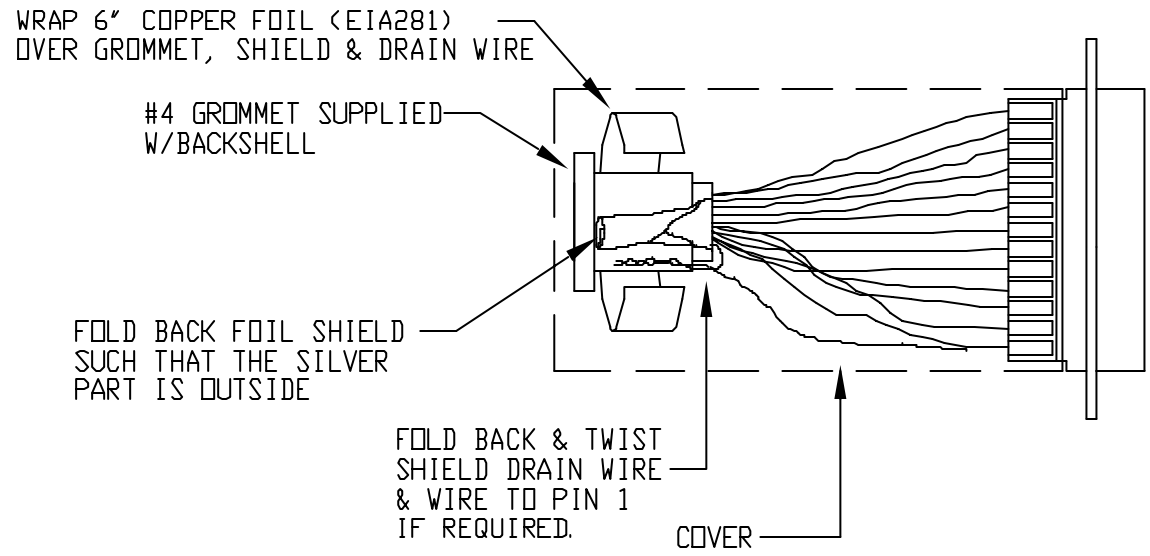 WRAP 6" COPPER FOIL (EIA281)
OVER GROMMET, SHIELD & DRAIN WIRE
#4 GROMMET SUPPLIED
W/BACKSHELL
FOLD BACK FOIL SHIELD
SUCH THAT THE SILVER
PART IS OUTSIDE
FOLD BACK & TWIST
SHIELD DRAIN WIRE
& WIRE TO PIN 1
IF REQUIRED.
COVER